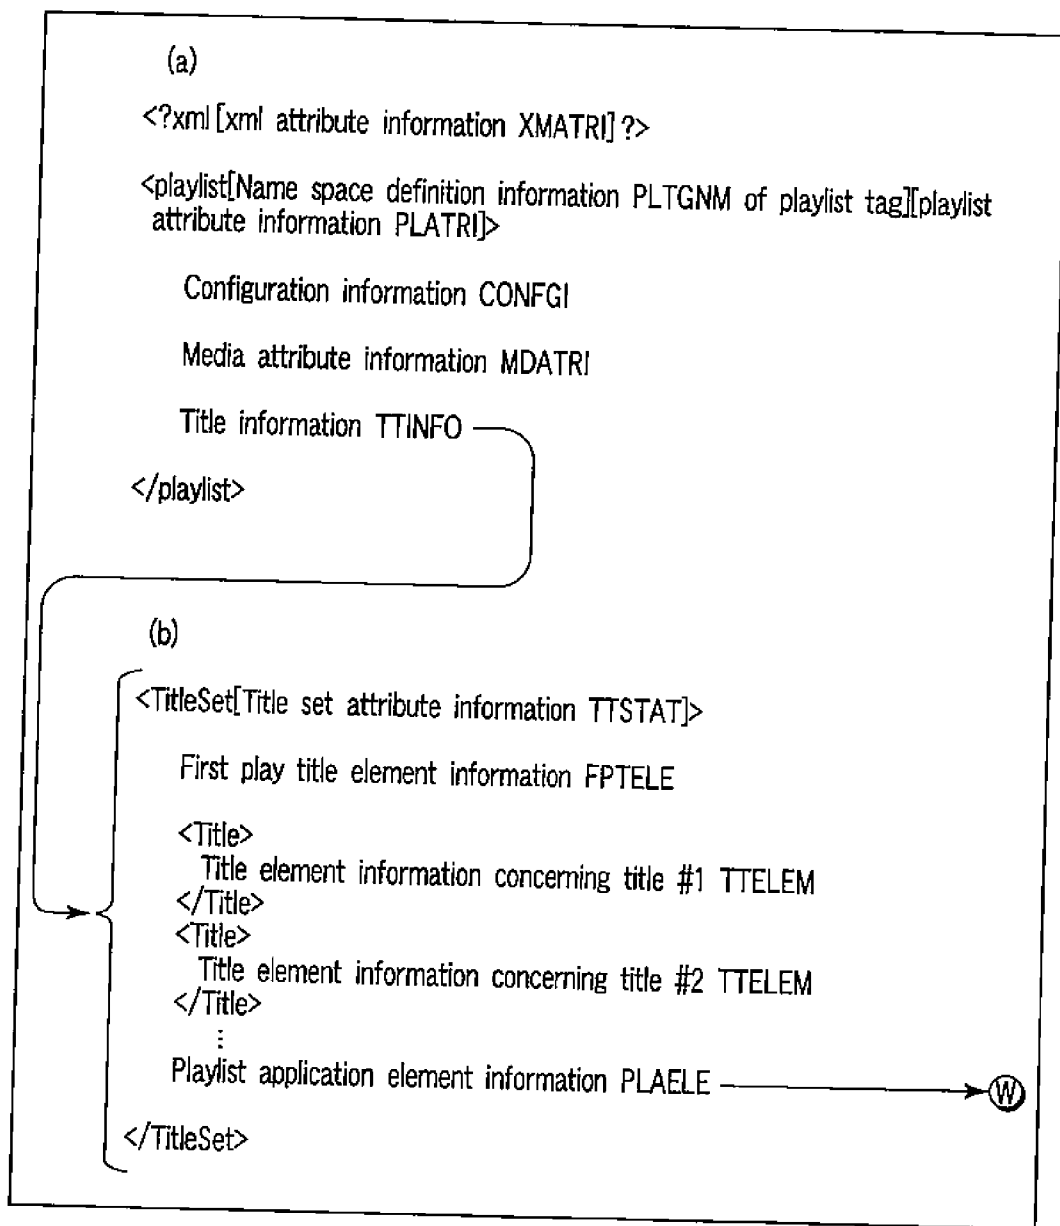 (a)
<?xml [xml attribute information XMATRI] ?>
<playlist[Name space definition information PLTGNM of playlist tag][playlist
attribute information PLATRI]>
Configuration information CONFGI
Media attribute information MDATRI
Title information TTINFO
</playlist>
(b)
<TitleSet[Title set attribute information TTSTAT]>
First play title element information FPTELE
<Title>
Title element information concerning title #1 TTELEM
</Title>
<Title>
Title element information concerning title #2 TTELEM
</Title>
⋮
Playlist application element information PLAELE
W
</TitleSet>